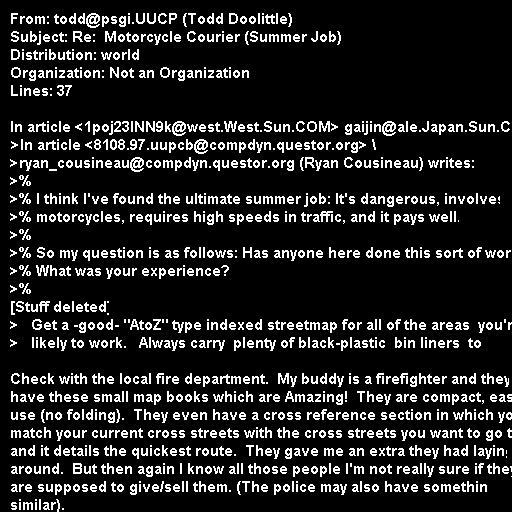 From: todd@psgi.UUCP (Todd Doolittle)
Subject: Re:  Motorcycle Courier (Summer Job)
Distribution: world
Organization: Not an Organization
Lines: 37

In article <1poj23INN9k@west.West.Sun.COM> gaijin@ale.Japan.Sun.C
>In article <8108.97.uupcb@compdyn.questor.org> \
>ryan_cousineau@compdyn.questor.org (Ryan Cousineau) writes:
>%
>% I think I've found the ultimate summer job: It's dangerous, involves
>% motorcycles, requires high speeds in traffic, and it pays well.
>%
>% So my question is as follows: Has anyone here done this sort of wor
>% What was your experience?
>%
[Stuff deleted]
>   Get a -good- "AtoZ" type indexed streetmap for all of the areas  you'r
>   likely to work.   Always carry  plenty of black-plastic  bin liners  to

Check with the local fire department.  My buddy is a firefighter and they
have these small map books which are Amazing!  They are compact, eas
use (no folding).  They even have a cross reference section in which yo
match your current cross streets with the cross streets you want to go t
and it details the quickest route.  They gave me an extra they had laying
around.  But then again I know all those people I'm not really sure if they
are supposed to give/sell them. (The police may also have somethin
similar).